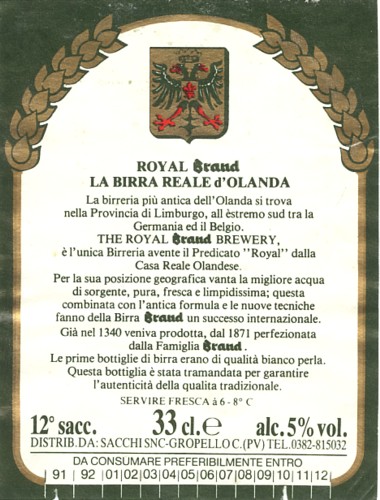 ROYAL Brand
LA BIRRA REALE d'OLANDA
La birreria più antica dell'Olanda si trova
nella Provincia di Limburgo, all èstremo sud tra la
Germania ed il Belgio.
THE ROYAL Brand BREWERY,
è l'unica Birreria avente il Predicato ''Royal'' dalla
Casa Reale Olandese.
Per la sua posizione geografica vanta la migliore acqua
di sorgente, pura, fresca e limpidissima; questa
combinata con l'antica formula e le nuove tecniche
fanno della Birra Brand un successo internazionale.
Già nel 1340 veniva prodotta, dal 1871 perfezionata
dalla Famiglia Brand.
Le prime bottiglie di birra erano di qualità bianco perla.
Questa bottiglia è stata tramandata per garantire
l'autenticità della qualita tradizionale.
SERVIRE FRESCA à 6-8° C
12° sacc. 33 cl. e alc. 5% vol.
DISTRIB. DA: SACCHI SNC-GROPELLO C. (PV) TEL. 0382-815032
DA CONSUMARE PREFERIBILMENTE ENTRO
91 92 01 02 03 04 05 06 07 08 09 10 11 12